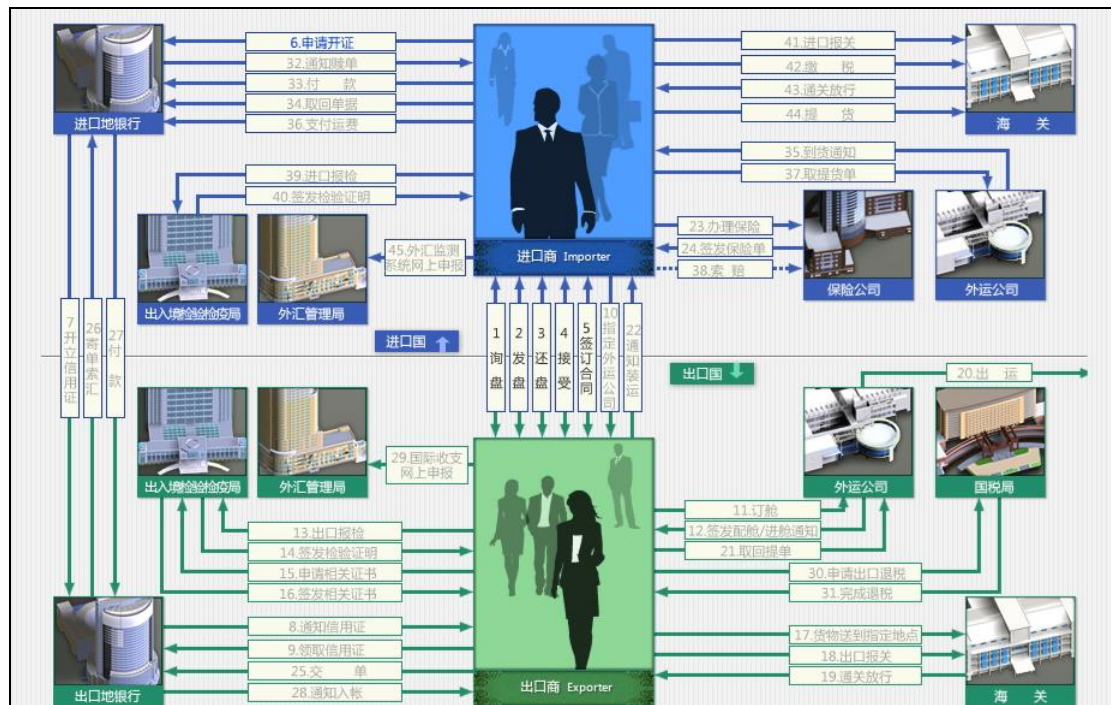 6.申请开证
32.通知赎单
33.付 款
34.取回单据
36.支付运费
进口地银行
41.进口报关
42.缴 税
43.通关放行
44.提 货
海 关
39.进口报检
40.签发检验证明
35.到货通知
37.取提货单
23.办理保险
24.签发保险单
38.索 赔
45.外汇监测
系统网上申报
进口商 Importer
出入境检验检疫局
外汇管理局
保险公司
外运公司
7开立信用证
26寄单索汇
27付 款
进口国
1询盘
2发盘
3还盘
4接受
5签订合同
10指定外运公司
22通知装运
出口国
20.出 运
29.国际收支
网上申报
出入境检验检疫局
外汇管理局
外运公司
国税局
11.订舱
12.签发配舱/进舱通知
21.取回提单
13.出口报检
14.签发检验证明
15.申请相关证书
16.签发相关证书
30.申请出口退税
31.完成退税
8.通知信用证
9.领取信用证
25.交 单
28.通知入帐
17.货物送到指定地点
18.出口报关
19.通关放行
出口地银行
出口商 Exporter
海 关